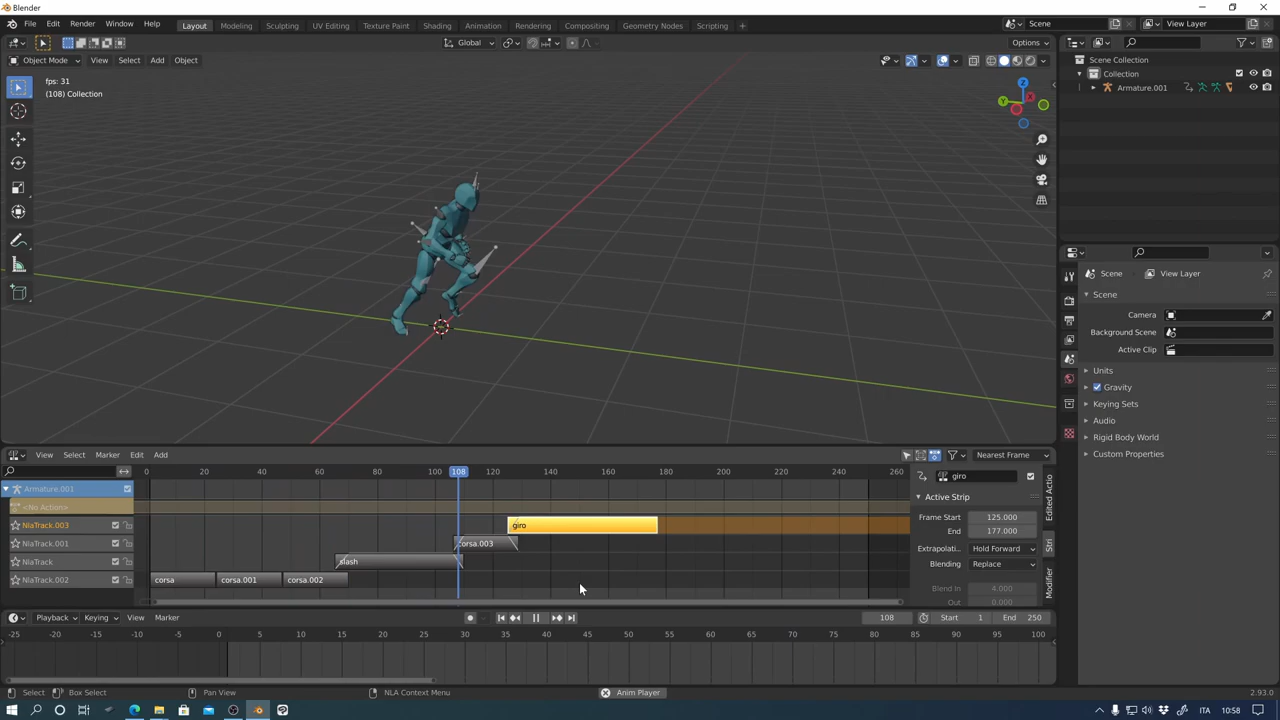 Blender
File Edit Render Window Help Layout Modeling Sculpting UV Editing Texture Paint Shading Animation Rendering Compositing Geometry Nodes Scripting + Scene View Layer
Global Options
Object Mode View Select Add Object
fps: 31
(108) Collection
Z
Y
X
Scene Collection
Collection
Armature.001
Scene View Layer
Scene
Camera
Background Scene
Active Clip
Units
Gravity
Keying Sets
Audio
Rigid Body World
Custom Properties
View Select Marker Edit Add Nearest Frame
0 20 40 60 80 100 108 120 140 160 180 200 220 240 260
Armature.001
<No Action>
NlaTrack.003 giro
NlaTrack.001 corsa.003
NlaTrack slash
NlaTrack.002 corsa corsa.001 corsa.002
giro
Active Strip
Frame Start 125.000
End 177.000
Extrapolati.. Hold Forward
Blending Replace
Blend In 4.000
Out 0.000
Edited Actio
Stri
Modifier
Playback Keying View Marker 108 Start 1 End 250
-25 -20 -15 -10 -5 0 5 10 15 20 25 30 35 40 45 50 55 60 65 70 75 80 85 90 95 100
Select Box Select Pan View NLA Context Menu Anim Player 2.93.0
ITA 10:58